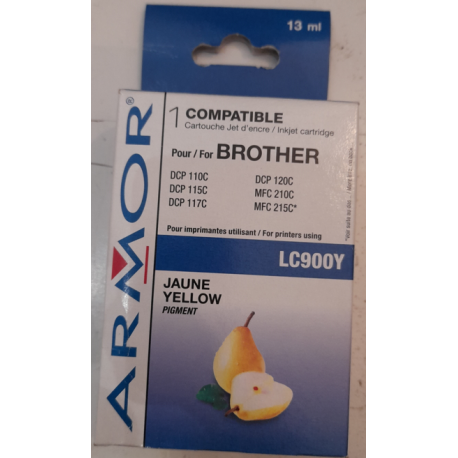 13 ml
ARMOR®
1 COMPATIBLE
Cartouche Jet d'encre / Inkjet cartridge
Pour / For BROTHER
DCP 110C DCP 120C
DCP 115C MFC 210C
DCP 117C MFC 215C*
Pour imprimantes utilisant / For printers using
LC900Y
JAUNE
YELLOW
PIGMENT